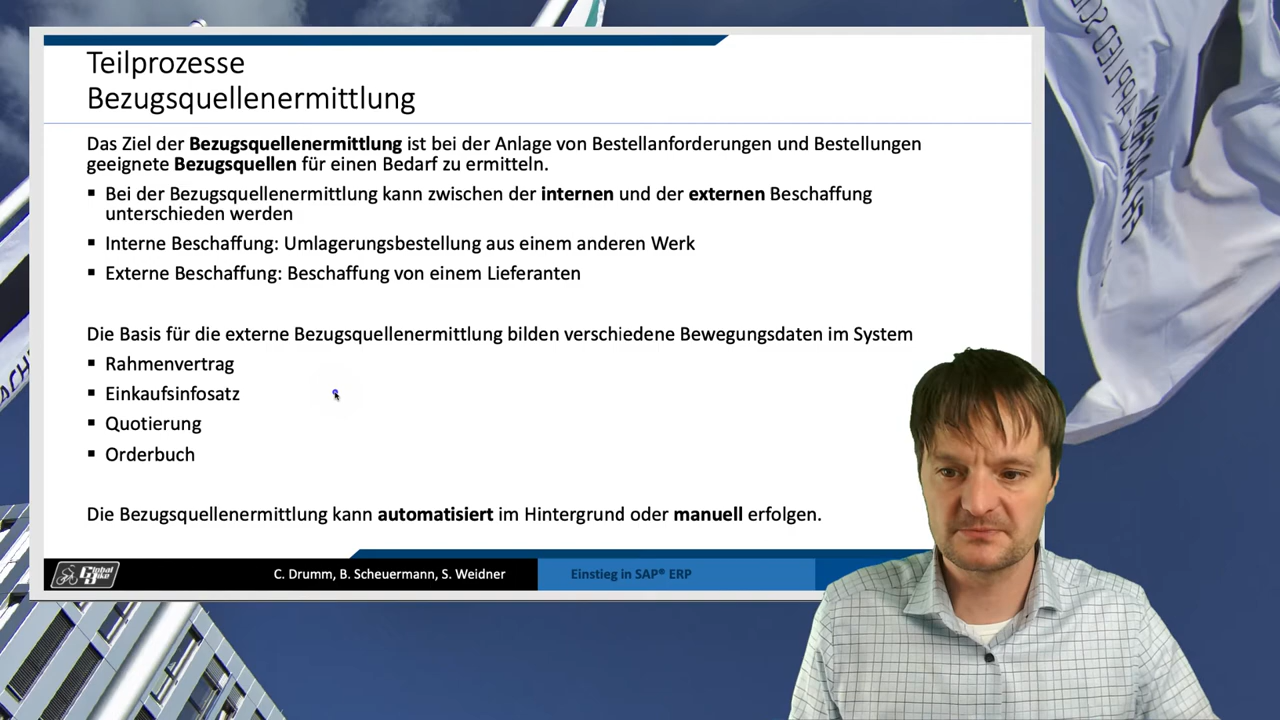 Teilprozesse
Bezugsquellenermittlung
Das Ziel der Bezugsquellenermittlung ist bei der Anlage von Bestellanforderungen und Bestellungen
geeignete Bezugsquellen für einen Bedarf zu ermitteln.
▪ Bei der Bezugsquellenermittlung kann zwischen der internen und der externen Beschaffung
unterschieden werden
▪ Interne Beschaffung: Umlagerungsbestellung aus einem anderen Werk
▪ Externe Beschaffung: Beschaffung von einem Lieferanten
Die Basis für die externe Bezugsquellenermittlung bilden verschiedene Bewegungsdaten im System
▪ Rahmenvertrag
▪ Einkaufsinfosatz
▪ Quotierung
▪ Orderbuch
Die Bezugsquellenermittlung kann automatisiert im Hintergrund oder manuell erfolgen.
Global Bike
C. Drumm, B. Scheuermann, S. Weidner
Einstieg in SAP® ERP
FH AACHEN